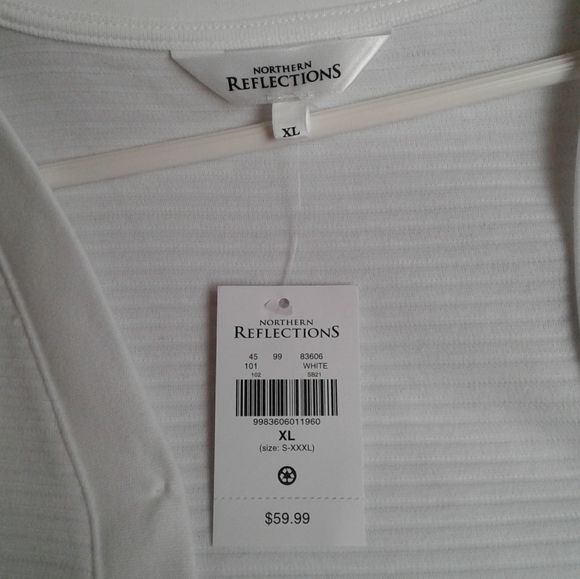 NORTHERN
REFLECTIONS
XL
NORTHERN
REFLECTIONS
45 99 83606
101 WHITE
102 SB21
9983606011960
XL
(size: S-XXXL)
$59.99